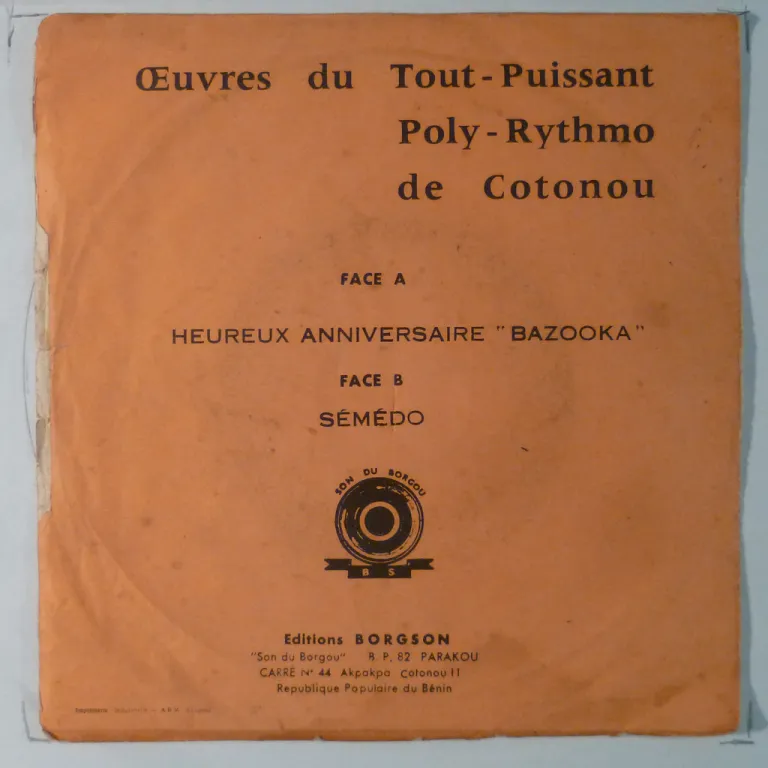 Œuvres du Tout-Puissant
Poly-Rythmo
de Cotonou
FACE A
HEUREUX ANNIVERSAIRE "BAZOOKA"
FACE B
SÉMÉDO
SON DU BORGOU
B S
Editions BORGSON
"Son du Borgou" B.P. 82 PARAKOU
CARRÉ N° 44 Akpakpa Cotonou II
Republique Populaire du Bénin